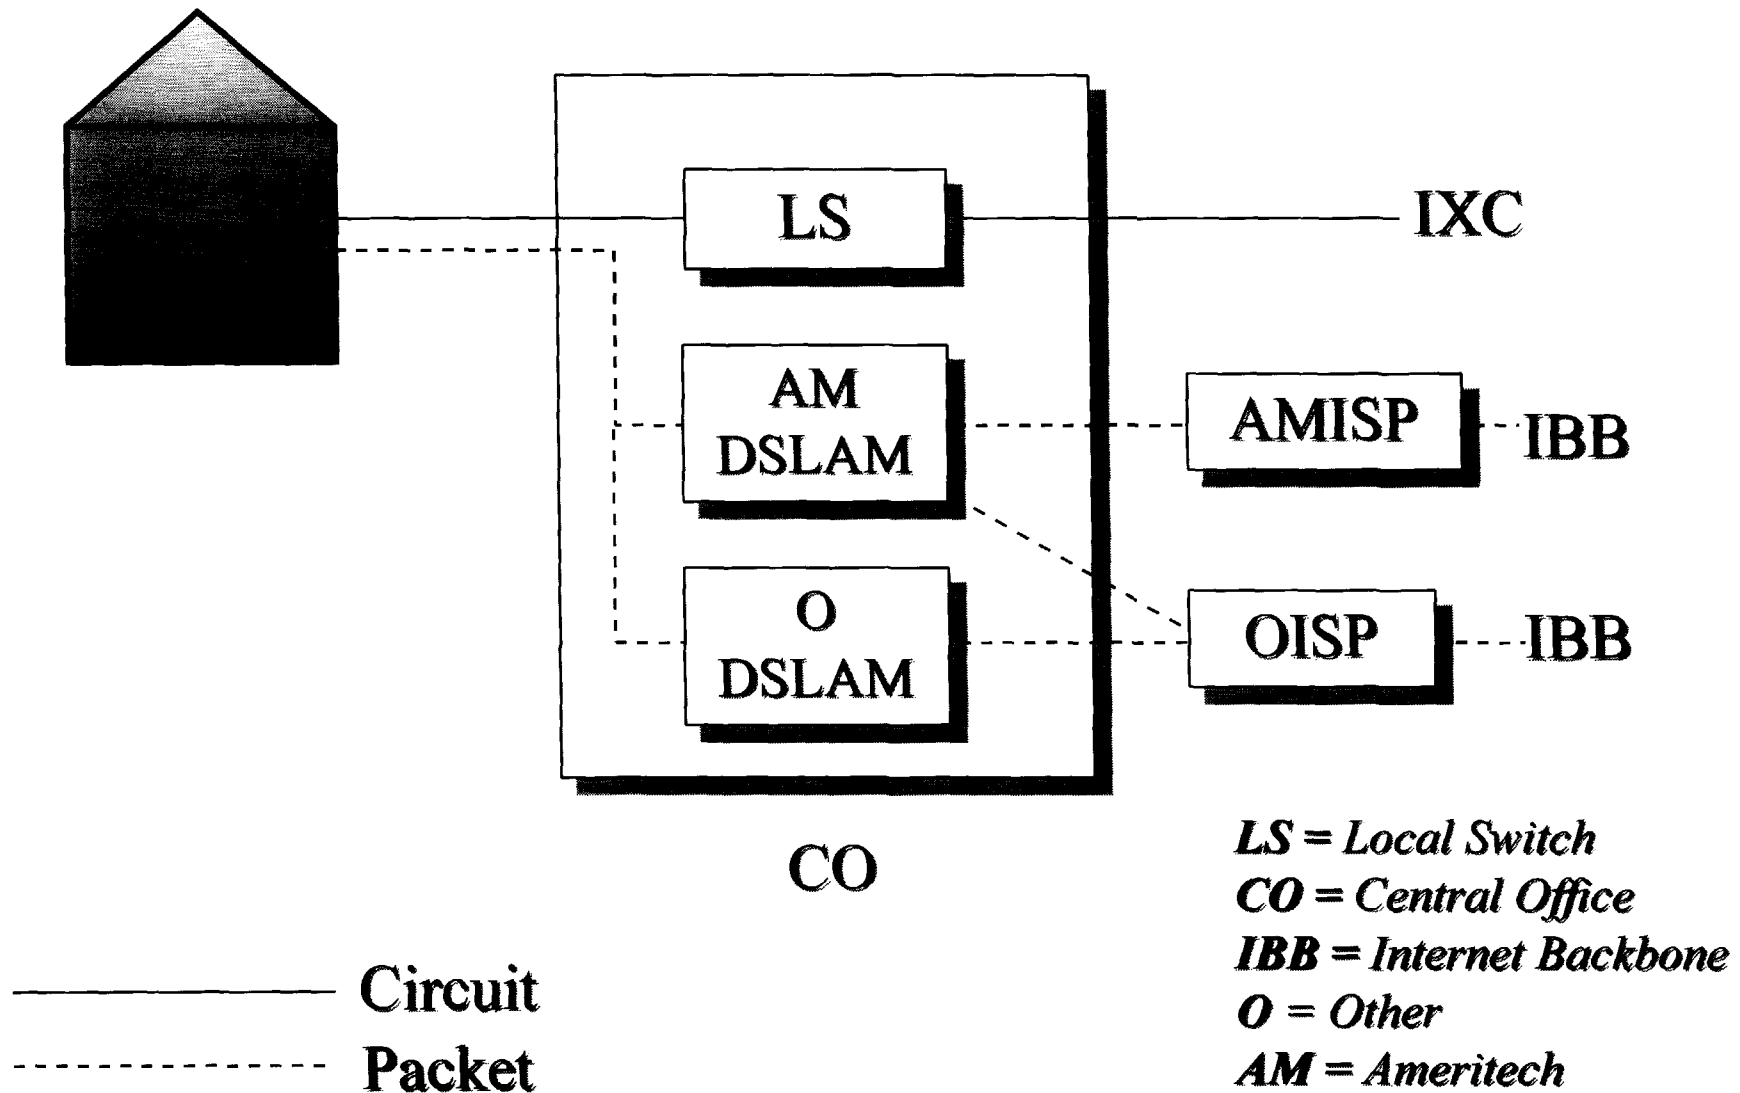 LS
IXC
AM
DSLAM
AMISP
IBB
O
DSLAM
OISP
IBB
CO
LS = Local Switch
CO = Central Office
IBB = Internet Backbone
O = Other
AM = Ameritech
Circuit
Packet